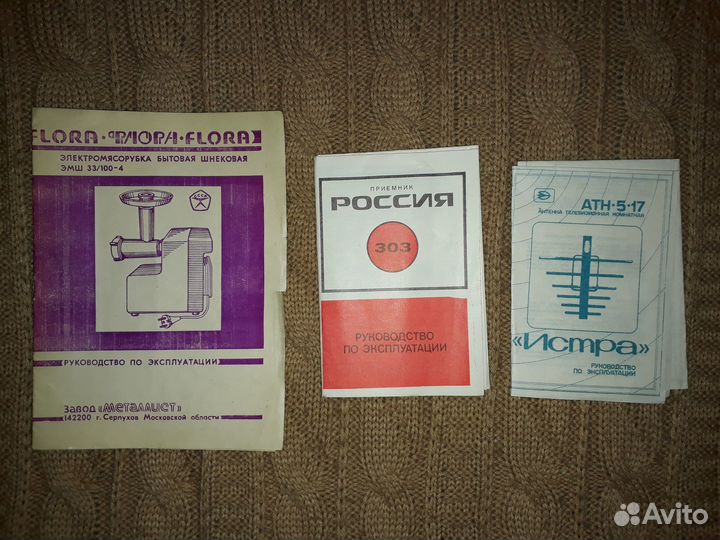 FLORA·ФЛОРА·FLORA
ЭЛЕКТРОМЯСОРУБКА БЫТОВАЯ ШНЕКОВАЯ
ЭМШ 33/100-4
СССР
РУКОВОДСТВО ПО ЭКСПЛУАТАЦИИ
Завод «Металлист»
142200 г. Серпухов Московской области
ПРИЕМНИК
РОССИЯ
303
РУКОВОДСТВО
ПО ЭКСПЛУАТАЦИИ
АТН·5·17
АНТЕННА ТЕЛЕВИЗИОННАЯ КОМНАТНАЯ
«Истра»
РУКОВОДСТВО
ПО ЭКСПЛУАТАЦИИ
Avito